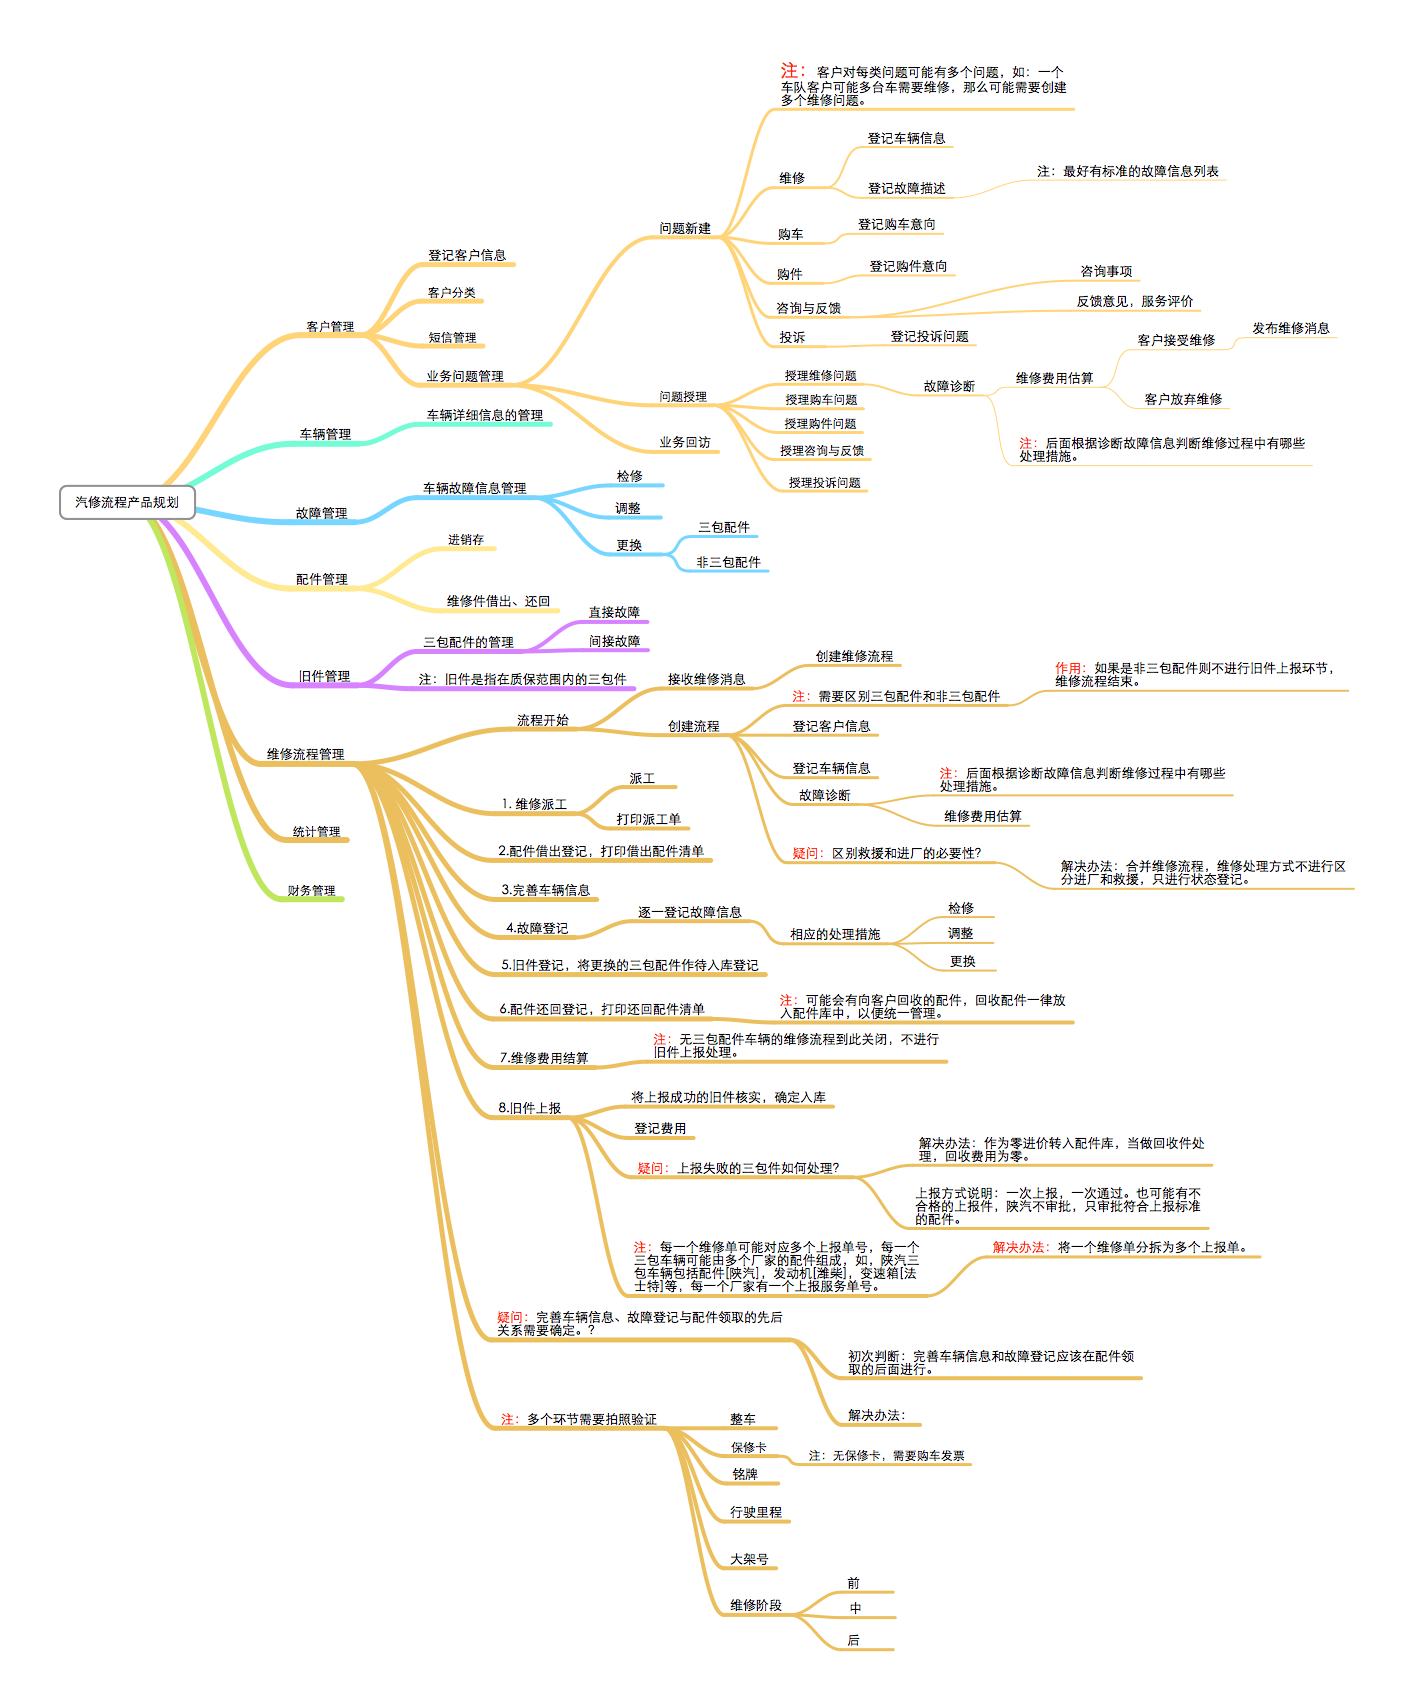 汽修流程产品规划
客户管理
登记客户信息
客户分类
短信管理
业务问题管理
问题新建
注：客户对每类问题可能有多个问题，如：一个
车队客户可能多台车需要维修，那么可能需要创建
多个维修问题。
维修
登记车辆信息
登记故障描述
注：最好有标准的故障信息列表
购车
登记购车意向
购件
登记购件意向
咨询与反馈
咨询事项
反馈意见，服务评价
投诉
登记投诉问题
问题授理
授理维修问题
故障诊断
维修费用估算
客户接受维修
发布维修消息
客户放弃维修
注：后面根据诊断故障信息判断维修过程中有哪些
处理措施。
授理购车问题
授理购件问题
授理咨询与反馈
授理投诉问题
业务回访
车辆管理
车辆详细信息的管理
故障管理
车辆故障信息管理
检修
调整
更换
三包配件
非三包配件
配件管理
进销存
维修件借出、还回
旧件管理
三包配件的管理
直接故障
间接故障
注：旧件是指在质保范围内的三包件
维修流程管理
流程开始
接收维修消息
创建维修流程
创建流程
注：需要区别三包配件和非三包配件
作用：如果是非三包配件则不进行旧件上报环节，
维修流程结束。
登记客户信息
登记车辆信息
故障诊断
注：后面根据诊断故障信息判断维修过程中有哪些
处理措施。
维修费用估算
疑问：区别救援和进厂的必要性？
解决办法：合并维修流程，维修处理方式不进行区
分进厂和救援，只进行状态登记。
1. 维修派工
派工
打印派工单
2.配件借出登记，打印借出配件清单
3.完善车辆信息
4.故障登记
逐一登记故障信息
相应的处理措施
检修
调整
更换
5.旧件登记，将更换的三包配件作待入库登记
6.配件还回登记，打印还回配件清单
注：可能会有向客户回收的配件，回收配件一律放
入配件库中，以便统一管理。
7.维修费用结算
注：无三包配件车辆的维修流程到此关闭，不进行
旧件上报处理。
8.旧件上报
将上报成功的旧件核实，确定入库
登记费用
疑问：上报失败的三包件如何处理？
解决办法：作为零进价转入配件库，当做回收件处
理，回收费用为零。
上报方式说明：一次上报，一次通过。也可能有不
合格的上报件，陕汽不审批，只审批符合上报标准
的配件。
注：每一个维修单可能对应多个上报单号，每一个
三包车辆可能由多个厂家的配件组成，如，陕汽三
包车辆包括配件[陕汽]，发动机[潍柴]，变速箱[法
士特]等，每一个厂家有一个上报服务单号。
解决办法：将一个维修单分拆为多个上报单。
疑问：完善车辆信息、故障登记与配件领取的先后
关系需要确定。？
初次判断：完善车辆信息和故障登记应该在配件领
取的后面进行。
解决办法：
注：多个环节需要拍照验证
整车
保修卡
注：无保修卡，需要购车发票
铭牌
行驶里程
大架号
维修阶段
前
中
后
统计管理
财务管理